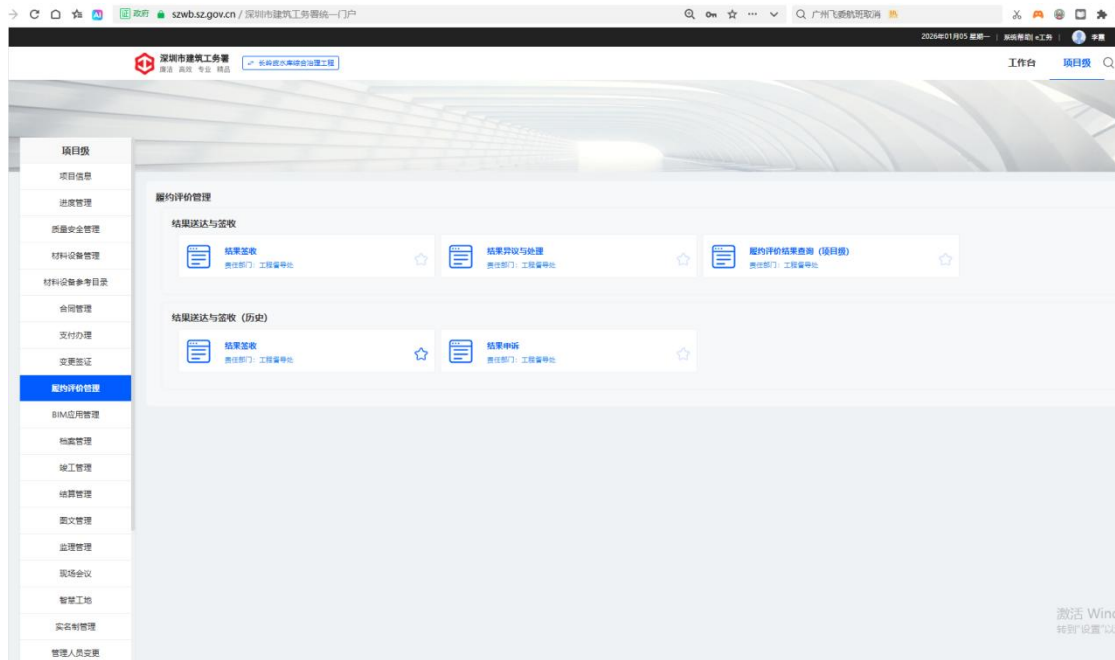 证 政府 szwb.sz.gov.cn / 深圳市建筑工务署统一门户
广州飞委航班取消 热
2026年01月05 星期一 | 系统帮助| e工务 |
深圳市建筑工务署
廉洁 高效 专业 精品
工作台
项目级
项目级
项目信息
进度管理
质量安全管理
材料设备管理
材料设备参考目录
合同管理
支付办理
变更签证
履约评价管理
BIM应用管理
档案管理
竣工管理
结算管理
图文管理
监理管理
现场会议
智慧工地
实名制管理
管理人员变更
履约评价管理
结果送达与签收
结果签收
责任部门：工程督导处
结果异议与处理
责任部门：工程督导处
履约评价结果查询（项目级）
责任部门：工程督导处
结果送达与签收（历史）
结果签收
责任部门：工程督导处
结果申诉
责任部门：工程督导处
激活 Wind
转到"设置"以